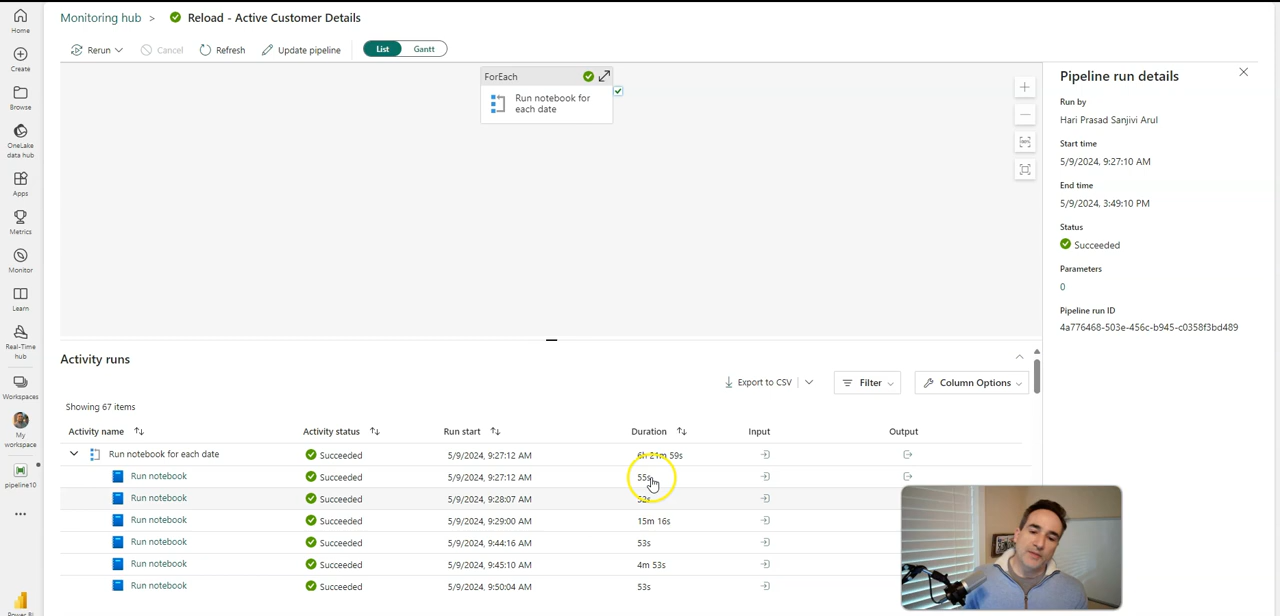 Monitoring hub > Reload - Active Customer Details
Rerun Cancel Refresh Update pipeline List Gantt
Home
Create
Browse
OneLake
data hub
Apps
Metrics
Monitor
Learn
Real-Time
hub
Workspaces
My
workspace
pipeline10
Power BI
ForEach
Run notebook for
each date
Pipeline run details
Run by
Hari Prasad Sanjivi Arul
Start time
5/9/2024, 9:27:10 AM
End time
5/9/2024, 3:49:10 PM
Status
Succeeded
Parameters
0
Pipeline run ID
4a776468-503e-456c-b945-c0358f3bd489
Activity runs
Export to CSV Filter Column Options
Showing 67 items
Activity name Activity status Run start Duration Input Output
Run notebook for each date Succeeded 5/9/2024, 9:27:12 AM 6h 21m 59s
Run notebook Succeeded 5/9/2024, 9:27:12 AM 55s
Run notebook Succeeded 5/9/2024, 9:28:07 AM 52s
Run notebook Succeeded 5/9/2024, 9:29:00 AM 15m 16s
Run notebook Succeeded 5/9/2024, 9:44:16 AM 53s
Run notebook Succeeded 5/9/2024, 9:45:10 AM 4m 53s
Run notebook Succeeded 5/9/2024, 9:50:04 AM 53s